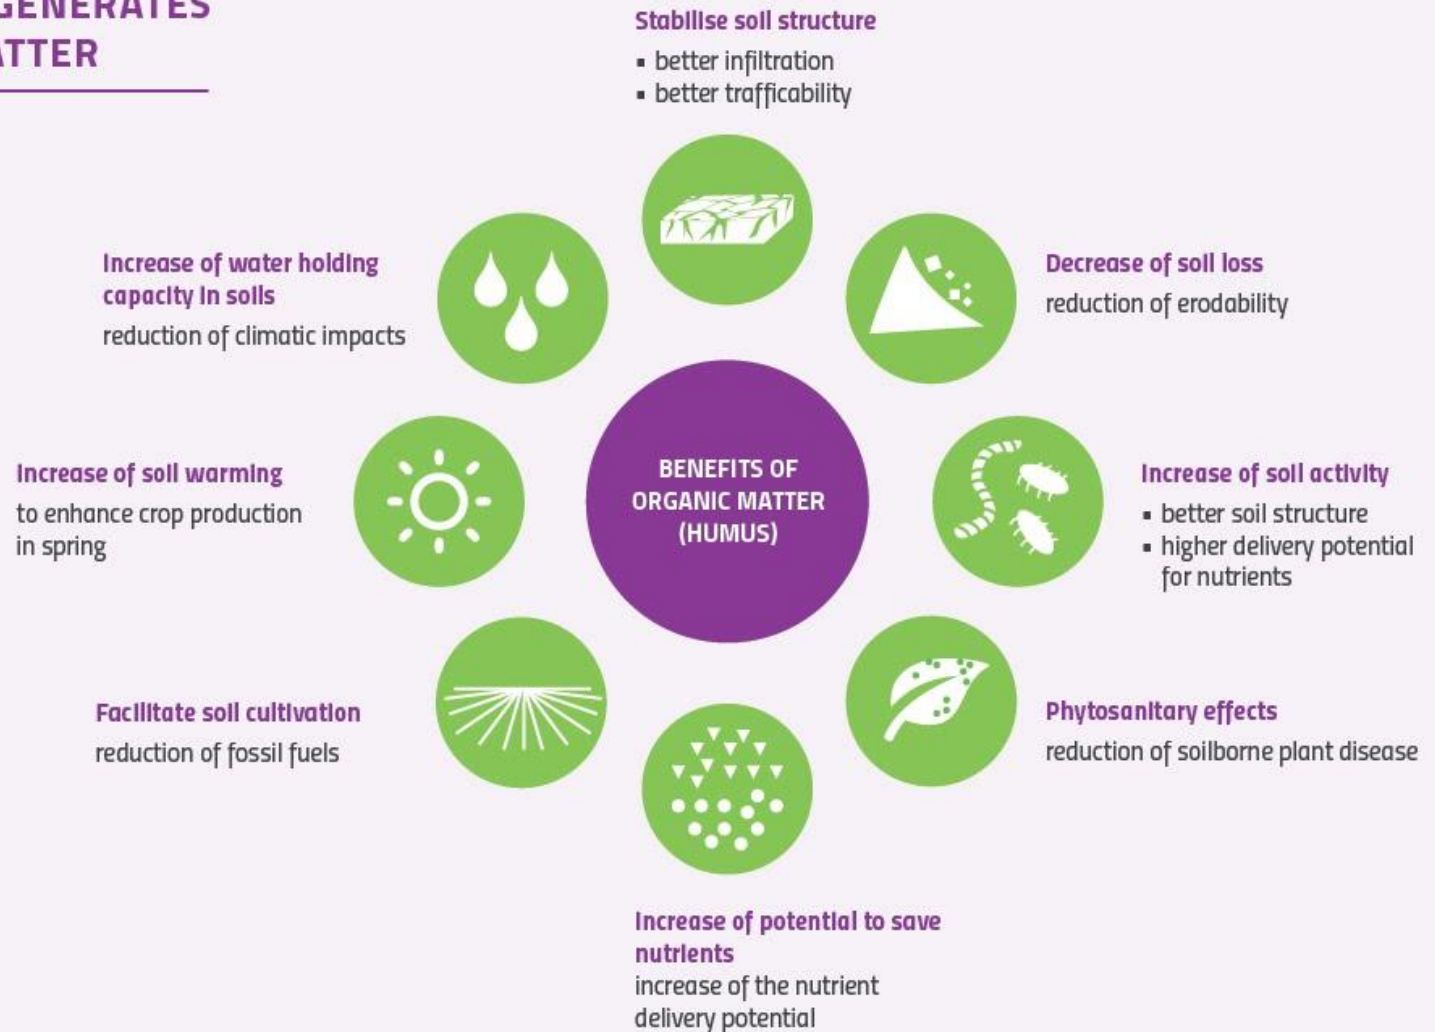 GENERATES
ATTER
Stabilise soil structure
▪ better infiltration
▪ better trafficability
Increase of water holding
capacity in soils
reduction of climatic impacts
Decrease of soil loss
reduction of erodability
Increase of soil warming
to enhance crop production
in spring
BENEFITS OF
ORGANIC MATTER
(HUMUS)
Increase of soil activity
▪ better soil structure
▪ higher delivery potential
for nutrients
Facilitate soil cultivation
reduction of fossil fuels
Phytosanitary effects
reduction of soilborne plant disease
Increase of potential to save
nutrients
increase of the nutrient
delivery potential